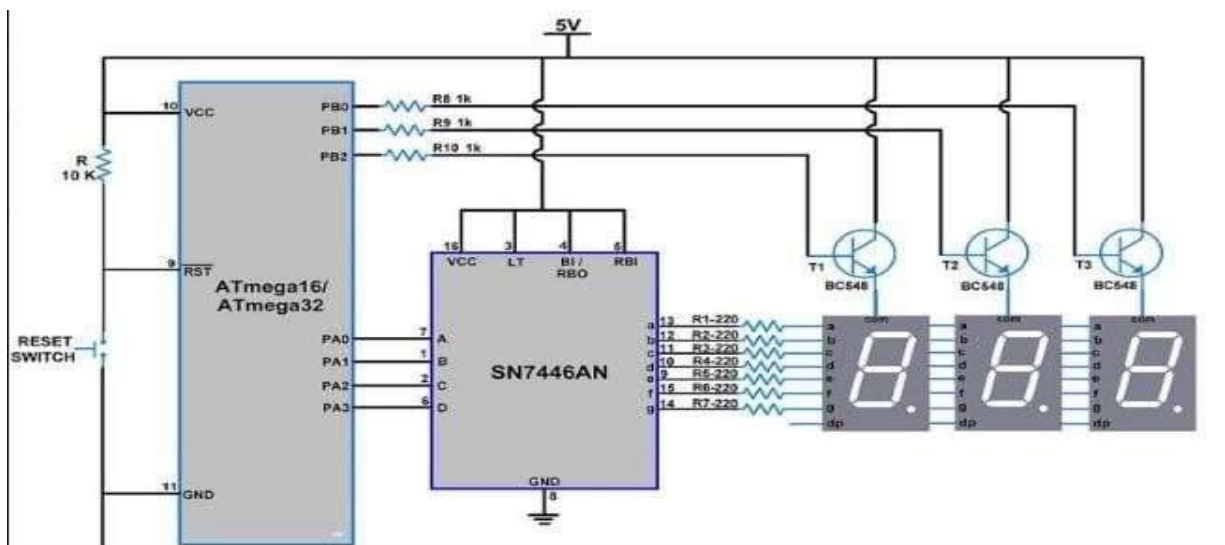 5V
10 VCC
PB0 R8 1k
PB1 R9 1k
PB2 R10 1k
R
10 K
9 RST
ATmega16/
ATmega32
RESET
SWITCH
PA0
PA1
PA2
PA3
11 GND
16 3 4 5
VCC LT BI / RBI
RBO
7 A
1 B
2 C
6 D
SN7446AN
GND
8
a 13 R1-220
b 12 R2-220
c 11 R3-220
d 10 R4-220
e 9 R5-220
f 15 R6-220
g 14 R7-220
T1 T2 T3
BC548 BC548 BC548
com com com
a a a
b b b
c c c
d d d
e e e
f f f
g g g
dp dp dp